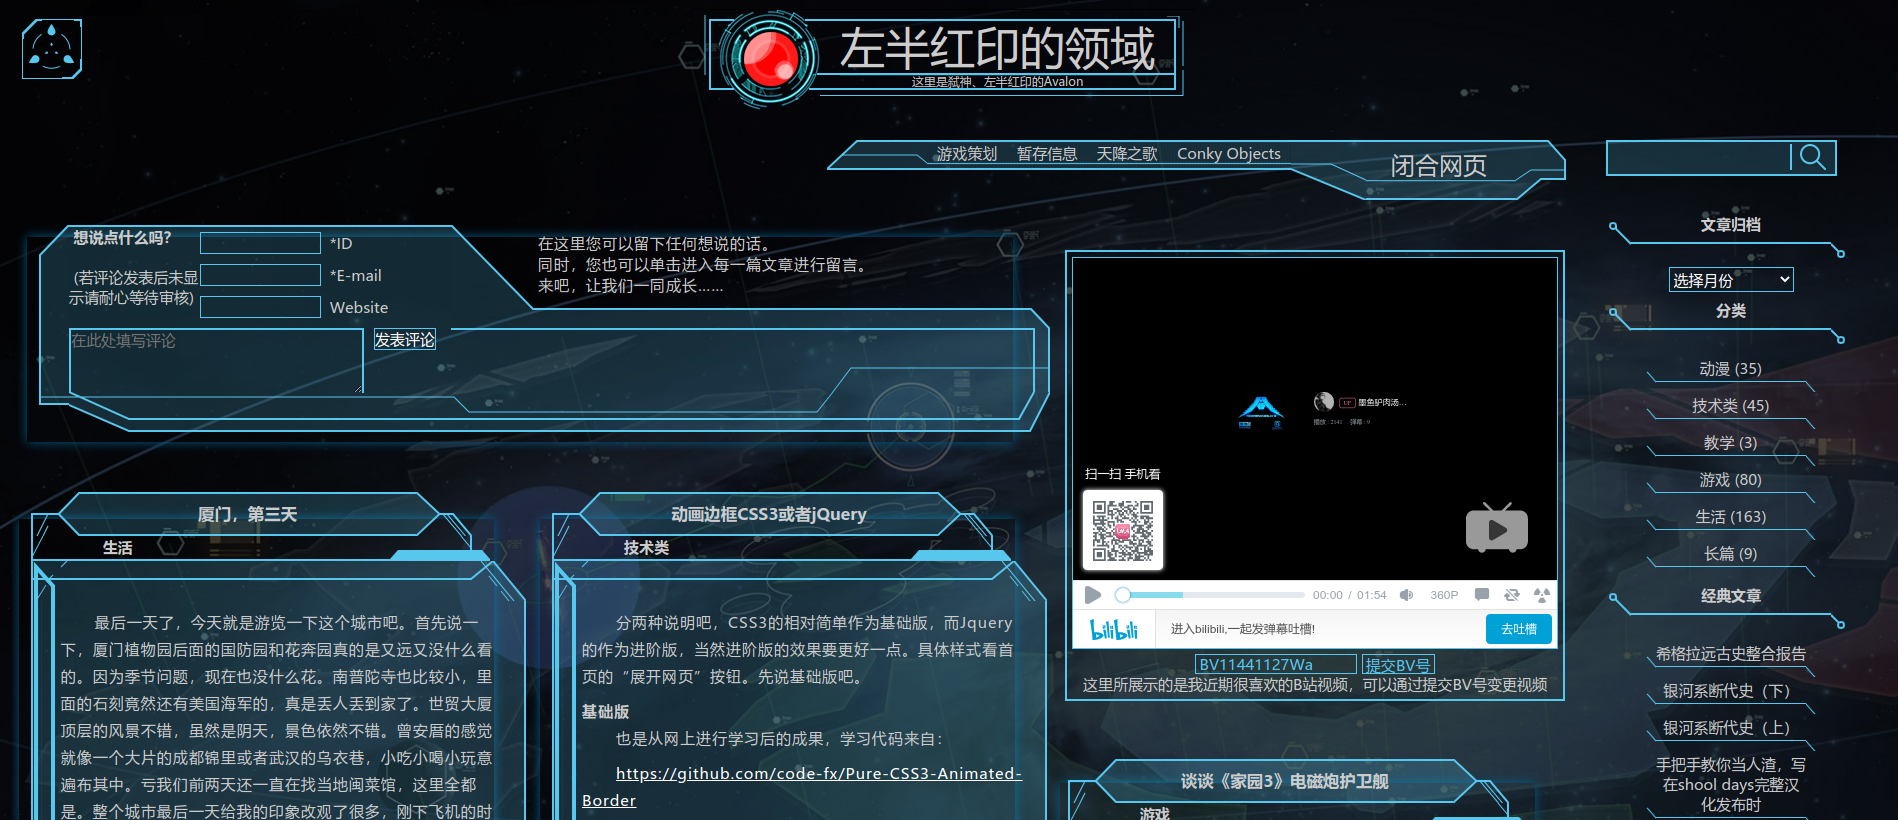 左半红印的领域
这里是弑神、左半红印的Avalon
游戏策划 暂存信息 天降之歌 Conky Objects
闭合网页
想说点什么吗？
(若评论发表后未显
示请耐心等待审核)
*ID
*E-mail
Website
在此处填写评论
发表评论
在这里您可以留下任何想说的话。
同时，您也可以单击进入每一篇文章进行留言。
来吧，让我们一同成长……
厦门，第三天
生活
最后一天了，今天就是游览一下这个城市吧。首先说一
下，厦门植物园后面的国防园和花奔园真的是又远又没什么看
的。因为季节问题，现在也没什么花。南普陀寺也比较小，里
面的石刻竟然还有美国海军的，真是丢人丢到家了。世贸大厦
顶层的风景不错，虽然是阴天，景色依然不错。曾安厝的感觉
就像一个大片的成都锦里或者武汉的乌衣巷，小吃小喝小玩意
遍布其中。亏我们前两天还一直在找当地闽菜馆，这里全都
是。整个城市最后一天给我的印象改观了很多，刚下飞机的时
动画边框CSS3或者jQuery
技术类
分两种说明吧，CSS3的相对简单作为基础版，而Jquery
的作为进阶版，当然进阶版的效果要更好一点。具体样式看首
页的“展开网页”按钮。先说基础版吧。
基础版
也是从网上进行学习后的成果，学习代码来自：
https://github.com/code-fx/Pure-CSS3-Animated-
Border
UP 墨鱼驴肉汤...
播放：2141 弹幕：9
扫一扫 手机看
00:00 / 01:54 360P
bilibili
进入bilibili,一起发弹幕吐槽!
去吐槽
BV11441127Wa 提交BV号
这里所展示的是我近期很喜欢的B站视频，可以通过提交BV号变更视频
谈谈《家园3》电磁炮护卫舰
游戏
文章归档
选择月份
分类
动漫 (35)
技术类 (45)
教学 (3)
游戏 (80)
生活 (163)
长篇 (9)
经典文章
希格拉远古史整合报告
银河系断代史（下）
银河系断代史（上）
手把手教你当人渣，写
在shool days完整汉
化发布时